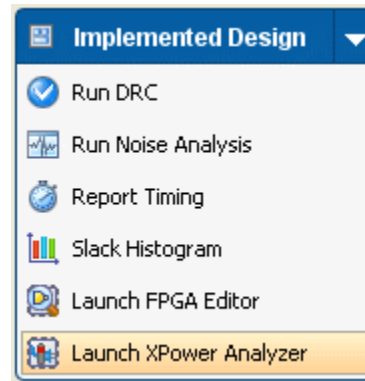 Implemented Design
Run DRC
Run Noise Analysis
Report Timing
Slack Histogram
Launch FPGA Editor
Launch XPower Analyzer